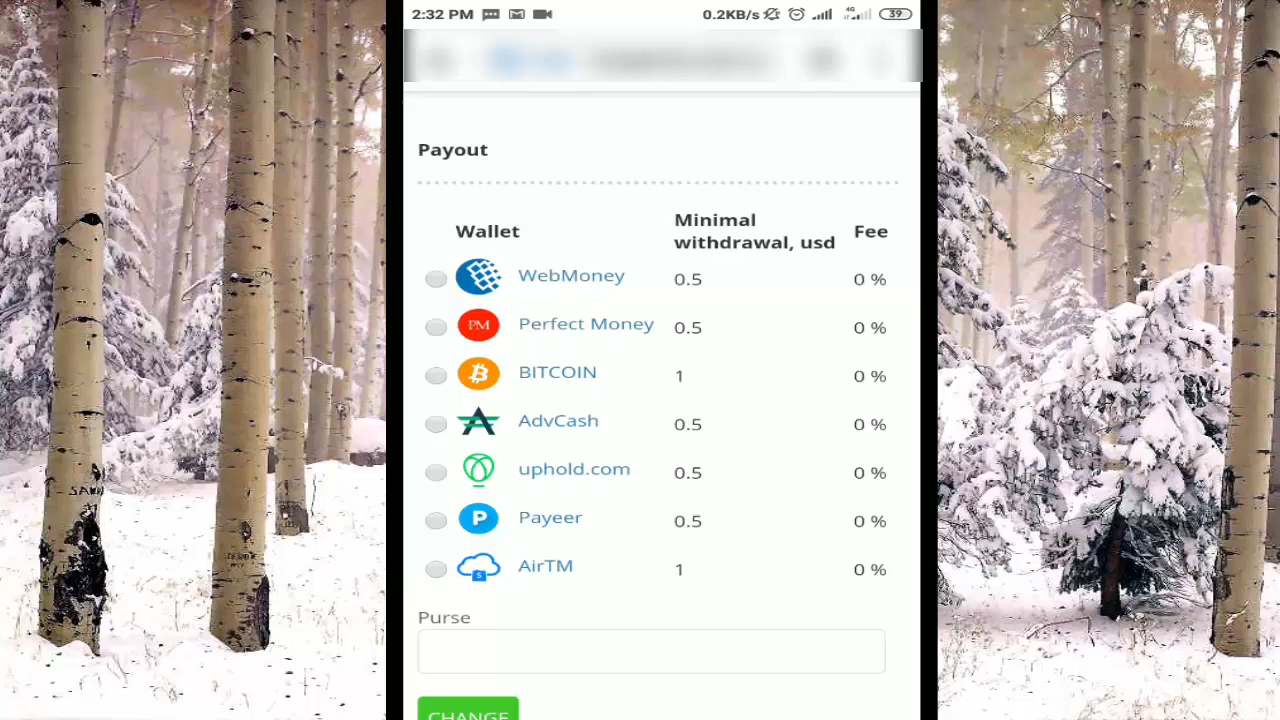 2:32 PM 0.2KB/s 4G 39
Payout
Wallet Minimal withdrawal, usd Fee
WebMoney 0.5 0 %
PM Perfect Money 0.5 0 %
BITCOIN 1 0 %
AdvCash 0.5 0 %
uphold.com 0.5 0 %
P Payeer 0.5 0 %
AirTM 1 0 %
Purse
CHANGE